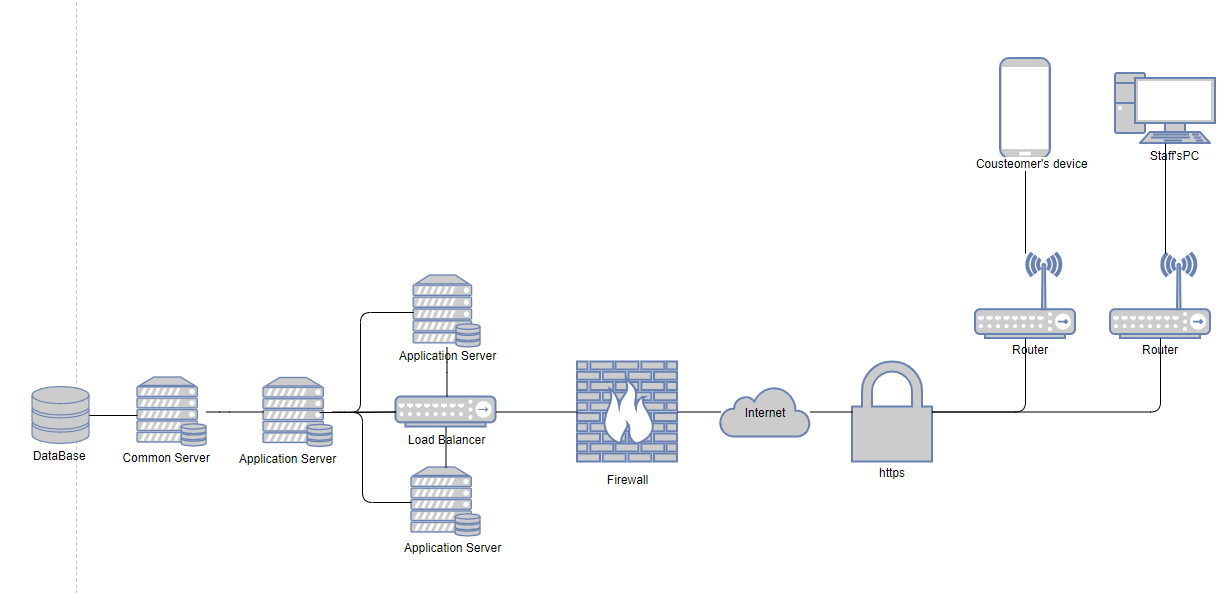 Cousteomer's device
Staff'sPC
Router
Router
Application Server
Internet
Load Balancer
DataBase
Common Server
Application Server
https
Firewall
Application Server